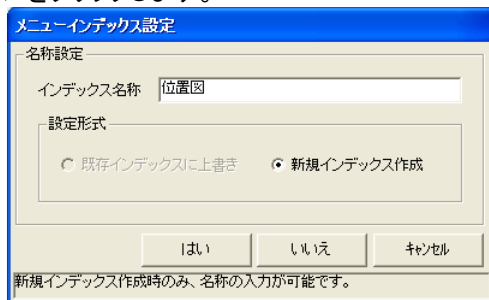 メニューインデックス設定
名称設定
インデックス名称 位置図
設定形式
既存インデックスに上書き 新規インデックス作成
はい いいえ キャンセル
新規インデックス作成時のみ、名称の入力が可能です。